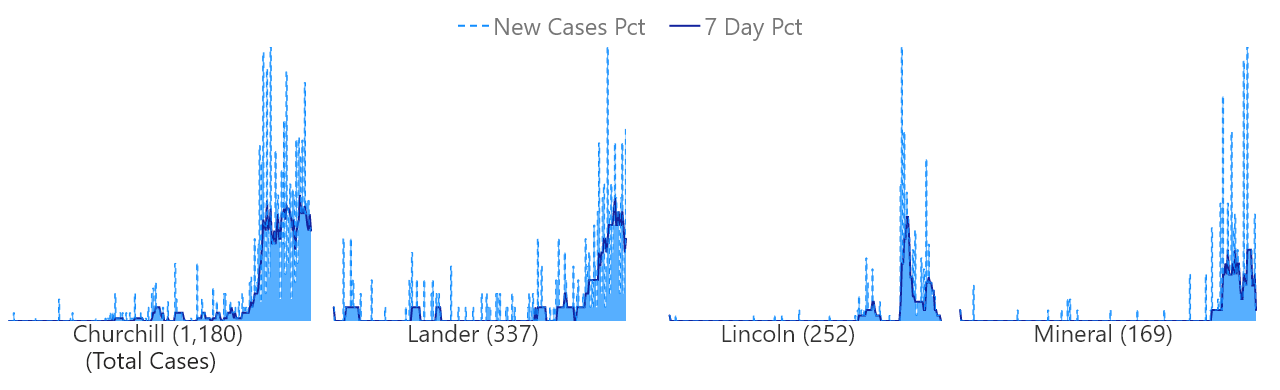 New Cases Pct 7 Day Pct
Churchill (1,180) Lander (337) Lincoln (252) Mineral (169)
(Total Cases)